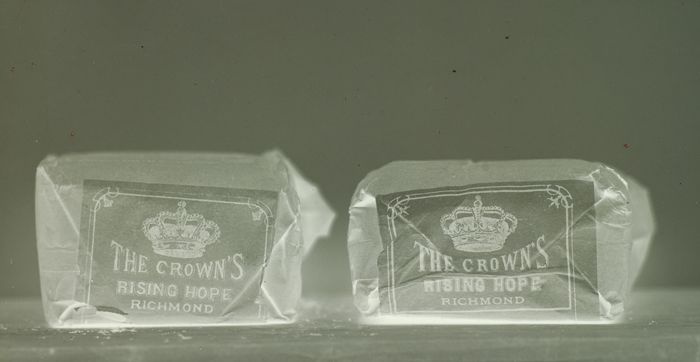 THE CROWN'S
RISING HOPE
RICHMOND
THE CROWN'S
RISING HOPE
RICHMOND